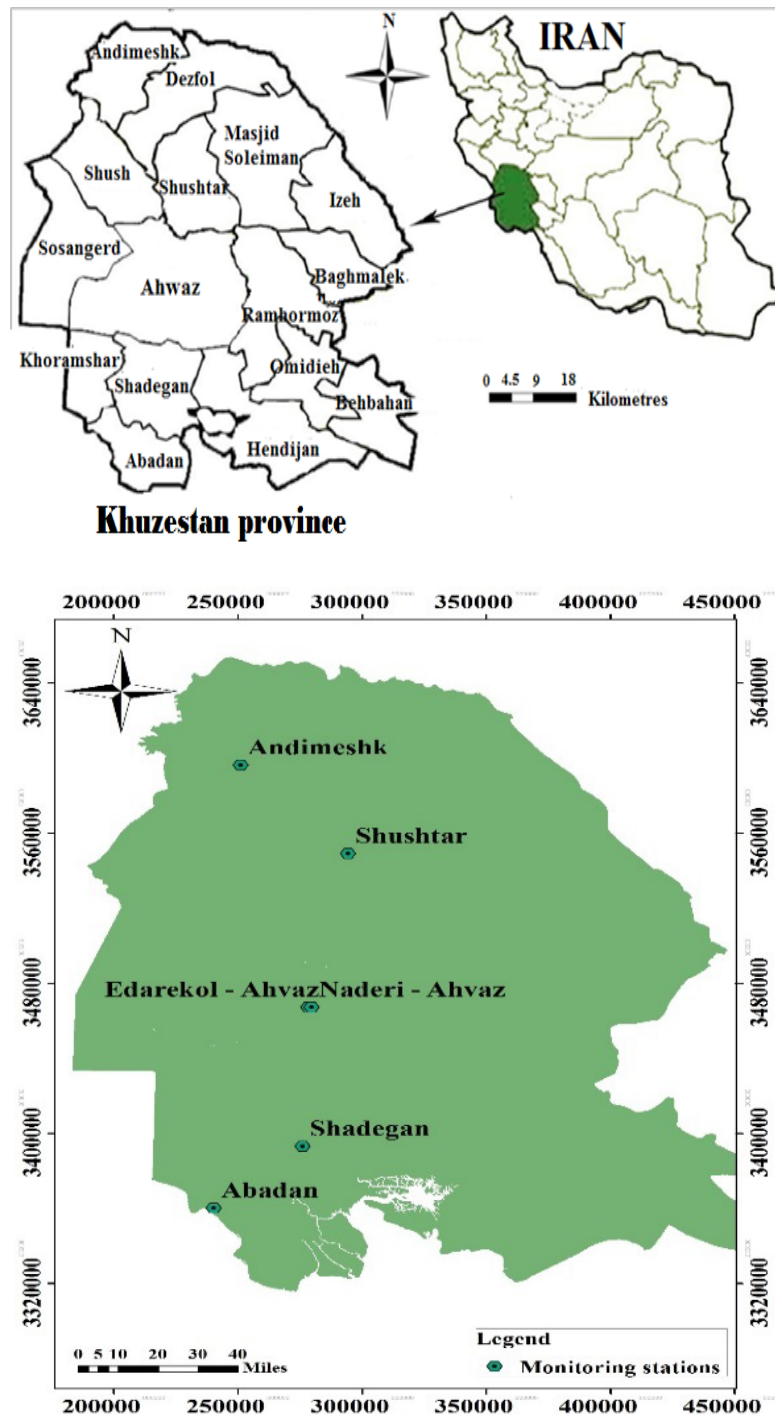 N
IRAN
Andimeshk
Dezfol
Masjid
Soleiman
Shush
Shushtar
Izeh
Sosangerd
Ahwaz
Baghmalek
Ramhormoz
Khoramshar
Omidieh
Shadegan
Behbahan
Abadan
Hendijan
0 4.5 9 18
Kilometres
Khuzestan province
200000 250000 300000 350000 400000 450000
N
3640000 3640000
Andimeshk
3560000 3560000
Shushtar
3480000 3480000
Edarekol - Ahvaz Naderi - Ahvaz
3400000 3400000
Shadegan
Abadan
3320000 3320000
0 5 10 20 30 40
Miles
Legend
Monitoring stations
200000 250000 300000 350000 400000 450000